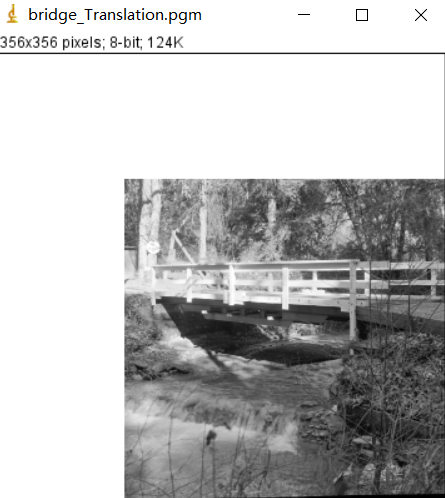 bridge_Translation.pgm
356x356 pixels; 8-bit; 124K